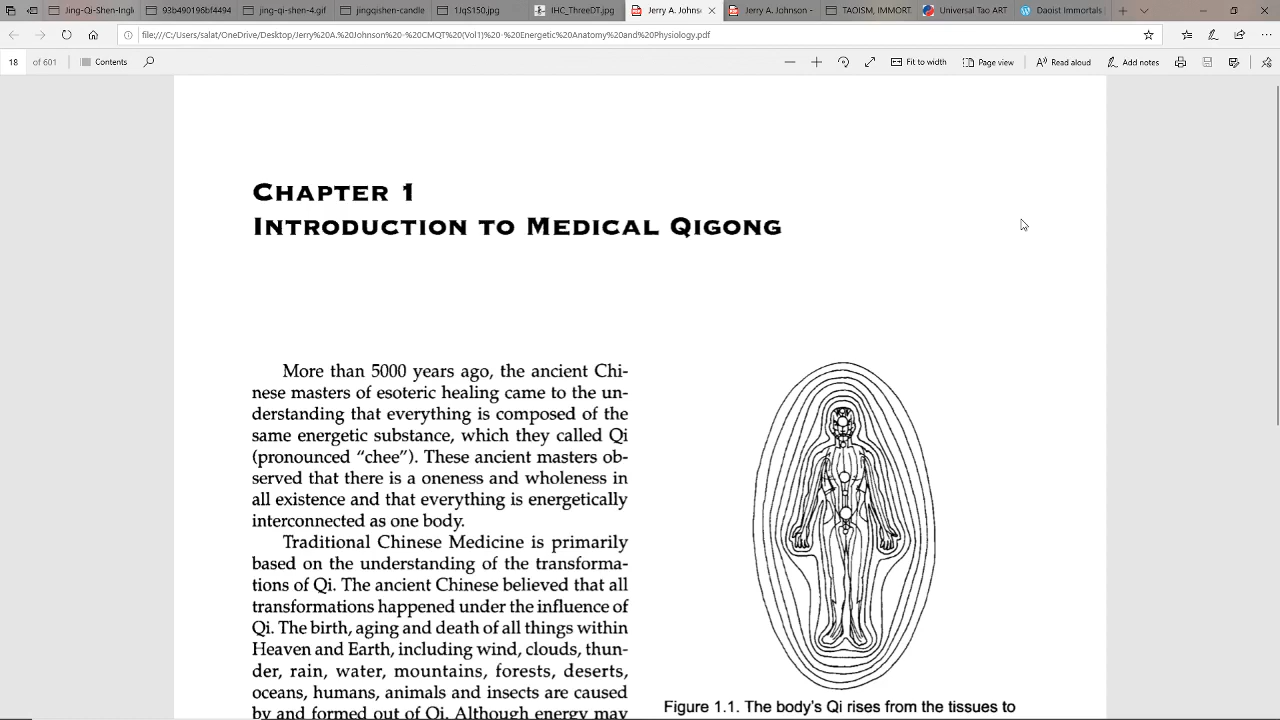 Jing-Qi-Shen-Ingl
93b490196bf4494
jing-qi-shen-4.gif
jingqishen-candle
1JqS150.jpg
IHC_ThreeDT.jpg
Jerry A. Johns
Jerry A. Johnson -
TAOISM, IMMORT
Universal Tao Art
Daoist Immortals
file:///C:/Users/salat/OneDrive/Desktop/Jerry%20A.%20Johnson%20-%20CMQT%20(Vol1)%20-%20Energetic%20Anatomy%20and%20Physiology.pdf
18 of 601 Contents Fit to width Page view Read aloud Add notes
CHAPTER 1
INTRODUCTION TO MEDICAL QIGONG
More than 5000 years ago, the ancient Chi-
nese masters of esoteric healing came to the un-
derstanding that everything is composed of the
same energetic substance, which they called Qi
(pronounced “chee”). These ancient masters ob-
served that there is a oneness and wholeness in
all existence and that everything is energetically
interconnected as one body.
Traditional Chinese Medicine is primarily
based on the understanding of the transforma-
tions of Qi. The ancient Chinese believed that all
transformations happened under the influence of
Qi. The birth, aging and death of all things within
Heaven and Earth, including wind, clouds, thun-
der, rain, water, mountains, forests, deserts,
oceans, humans, animals and insects are caused
by and formed out of Qi. Although energy may
Figure 1.1. The body's Qi rises from the tissues to